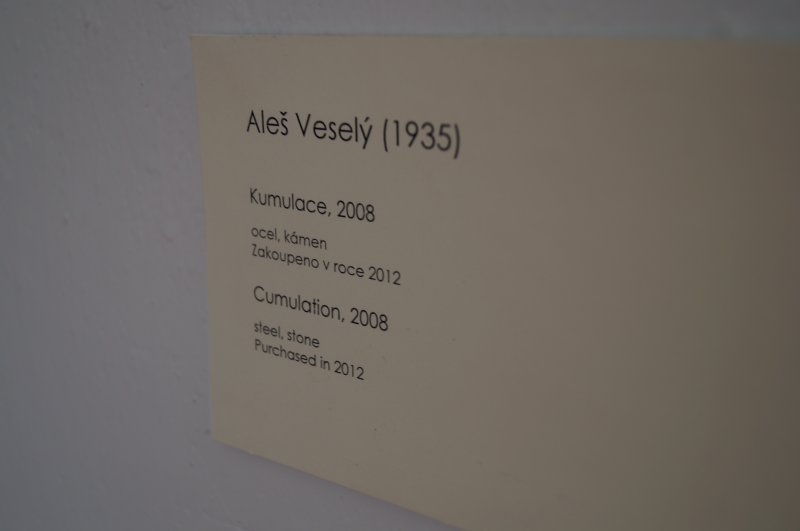 Aleš Veselý (1935)
Kumulace, 2008
ocel, kámen
Zakoupeno v roce 2012
Cumulation, 2008
steel, stone
Purchased in 2012